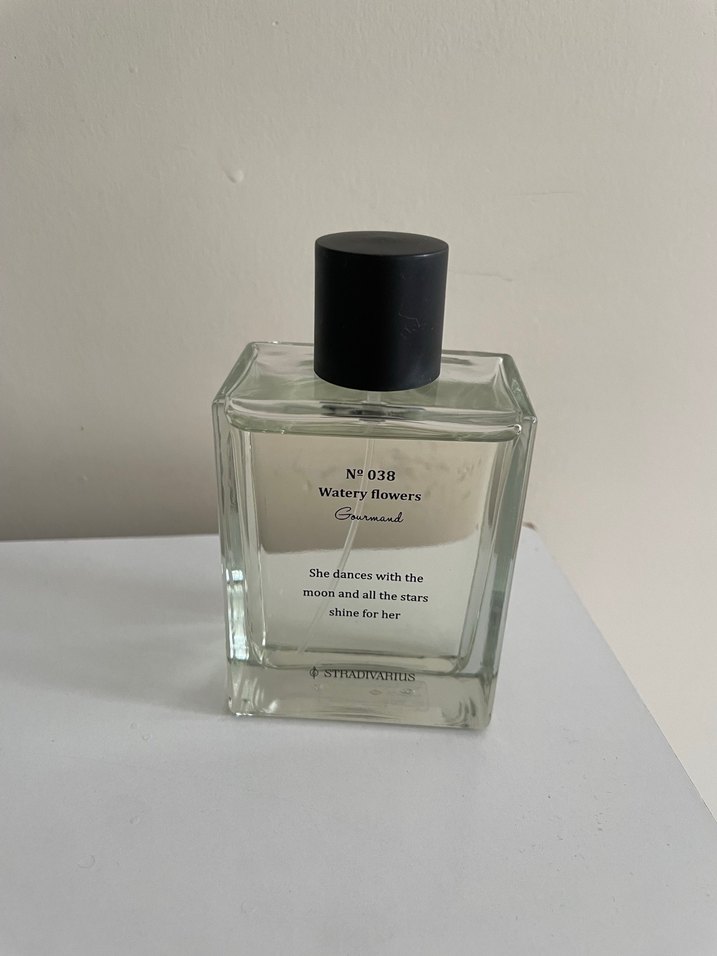 Nº 038
Watery flowers
Gourmand
She dances with the
moon and all the stars
shine for her
STRADIVARIUS